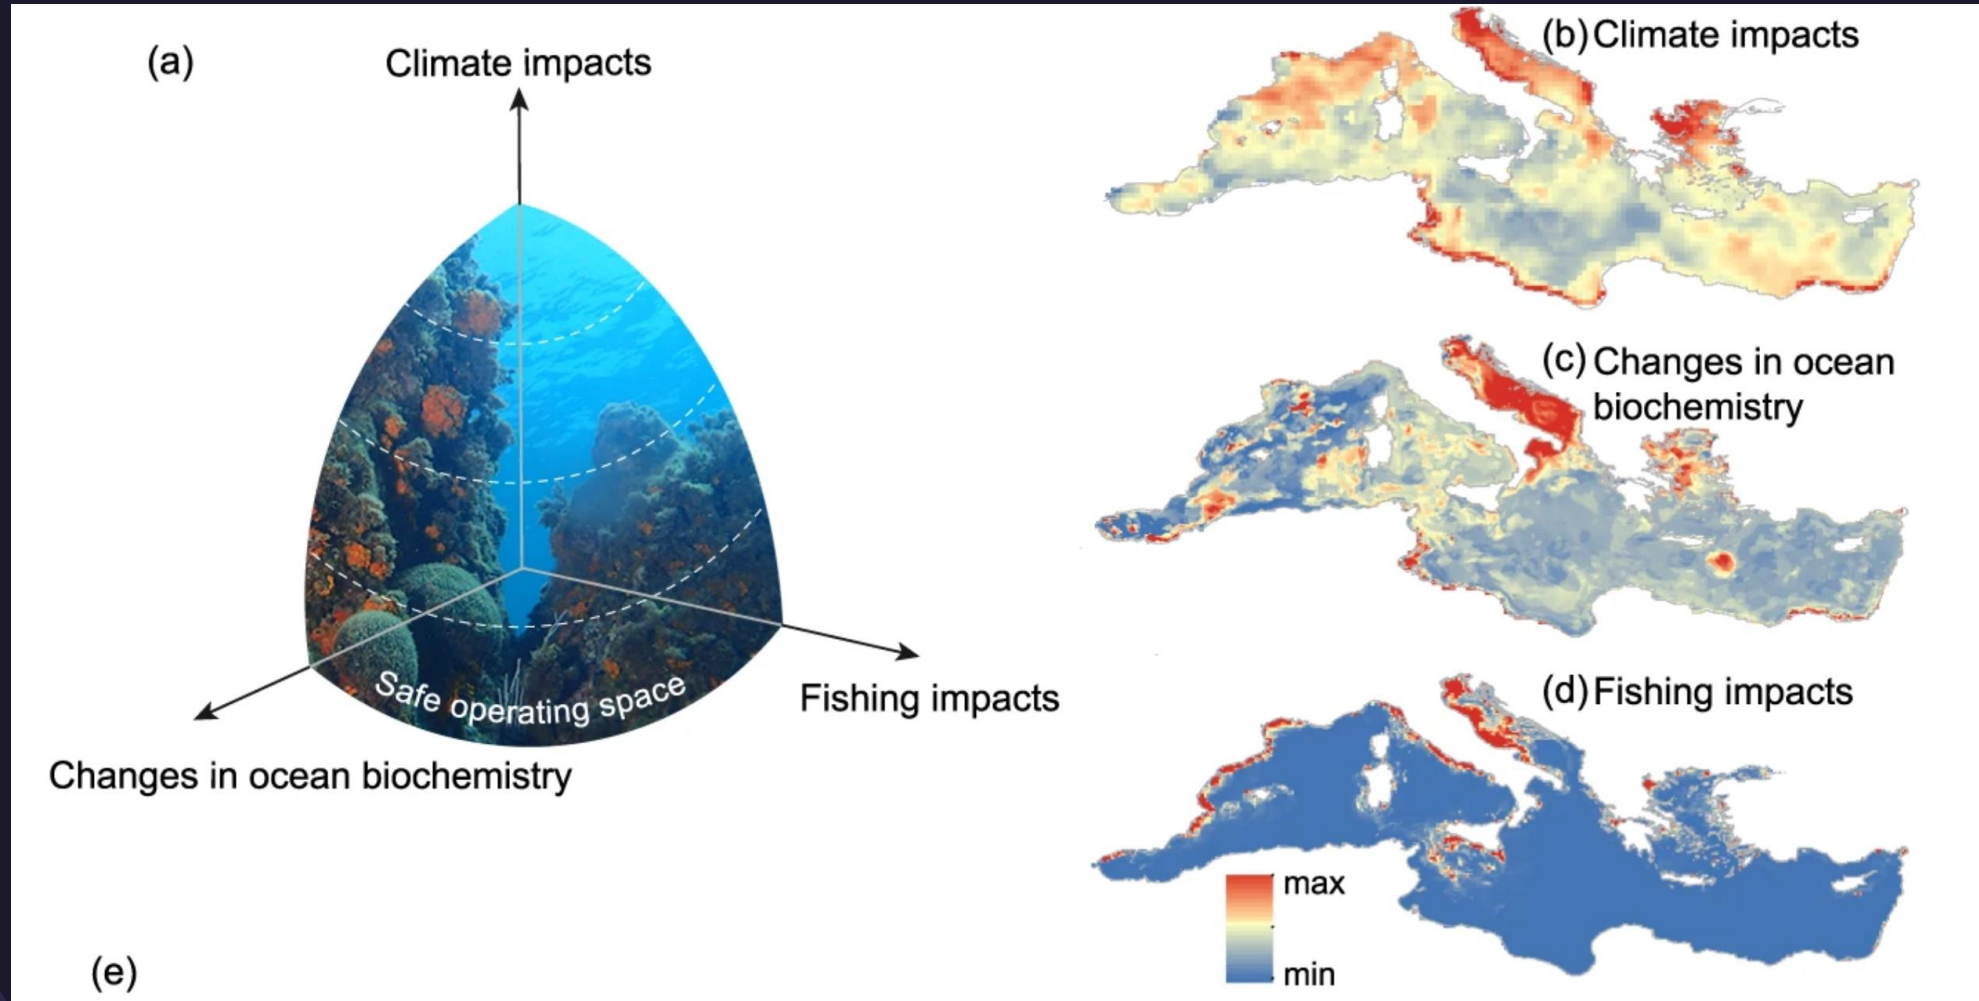 (a)
Climate impacts
Safe operating space
Fishing impacts
Changes in ocean biochemistry
(b) Climate impacts
(c) Changes in ocean
biochemistry
(d) Fishing impacts
max
min
(e)